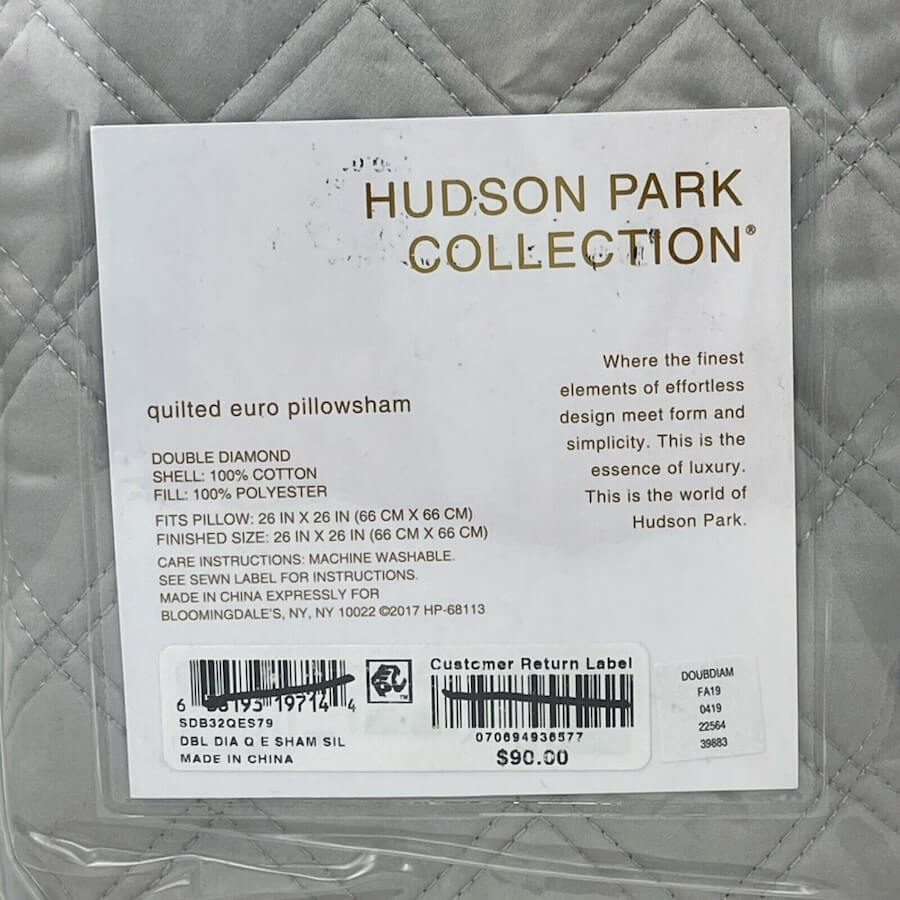 HUDSON PARK
COLLECTION®
Where the finest
elements of effortless
design meet form and
simplicity. This is the
essence of luxury.
This is the world of
Hudson Park.
quilted euro pillowsham
DOUBLE DIAMOND
SHELL: 100% COTTON
FILL: 100% POLYESTER
FITS PILLOW: 26 IN X 26 IN (66 CM X 66 CM)
FINISHED SIZE: 26 IN X 26 IN (66 CM X 66 CM)
CARE INSTRUCTIONS: MACHINE WASHABLE.
SEE SEWN LABEL FOR INSTRUCTIONS.
MADE IN CHINA EXPRESSLY FOR
BLOOMINGDALE'S, NY, NY 10022 ©2017 HP-68113
19714 4
SDB32QES79
DBL DIA Q E SHAM SIL
MADE IN CHINA
Customer Return Label
070694936577
$90.00
DOUBDIAM
FA19
0419
22564
39883